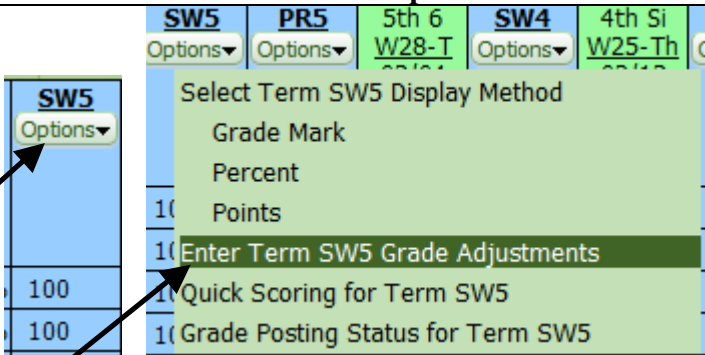 SW5 PR5 5th 6 SW4 4th Si
Options Options W28-T Options W25-Th
SW5
Options
100
100
Select Term SW5 Display Method
Grade Mark
Percent
Points
Enter Term SW5 Grade Adjustments
Quick Scoring for Term SW5
Grade Posting Status for Term SW5